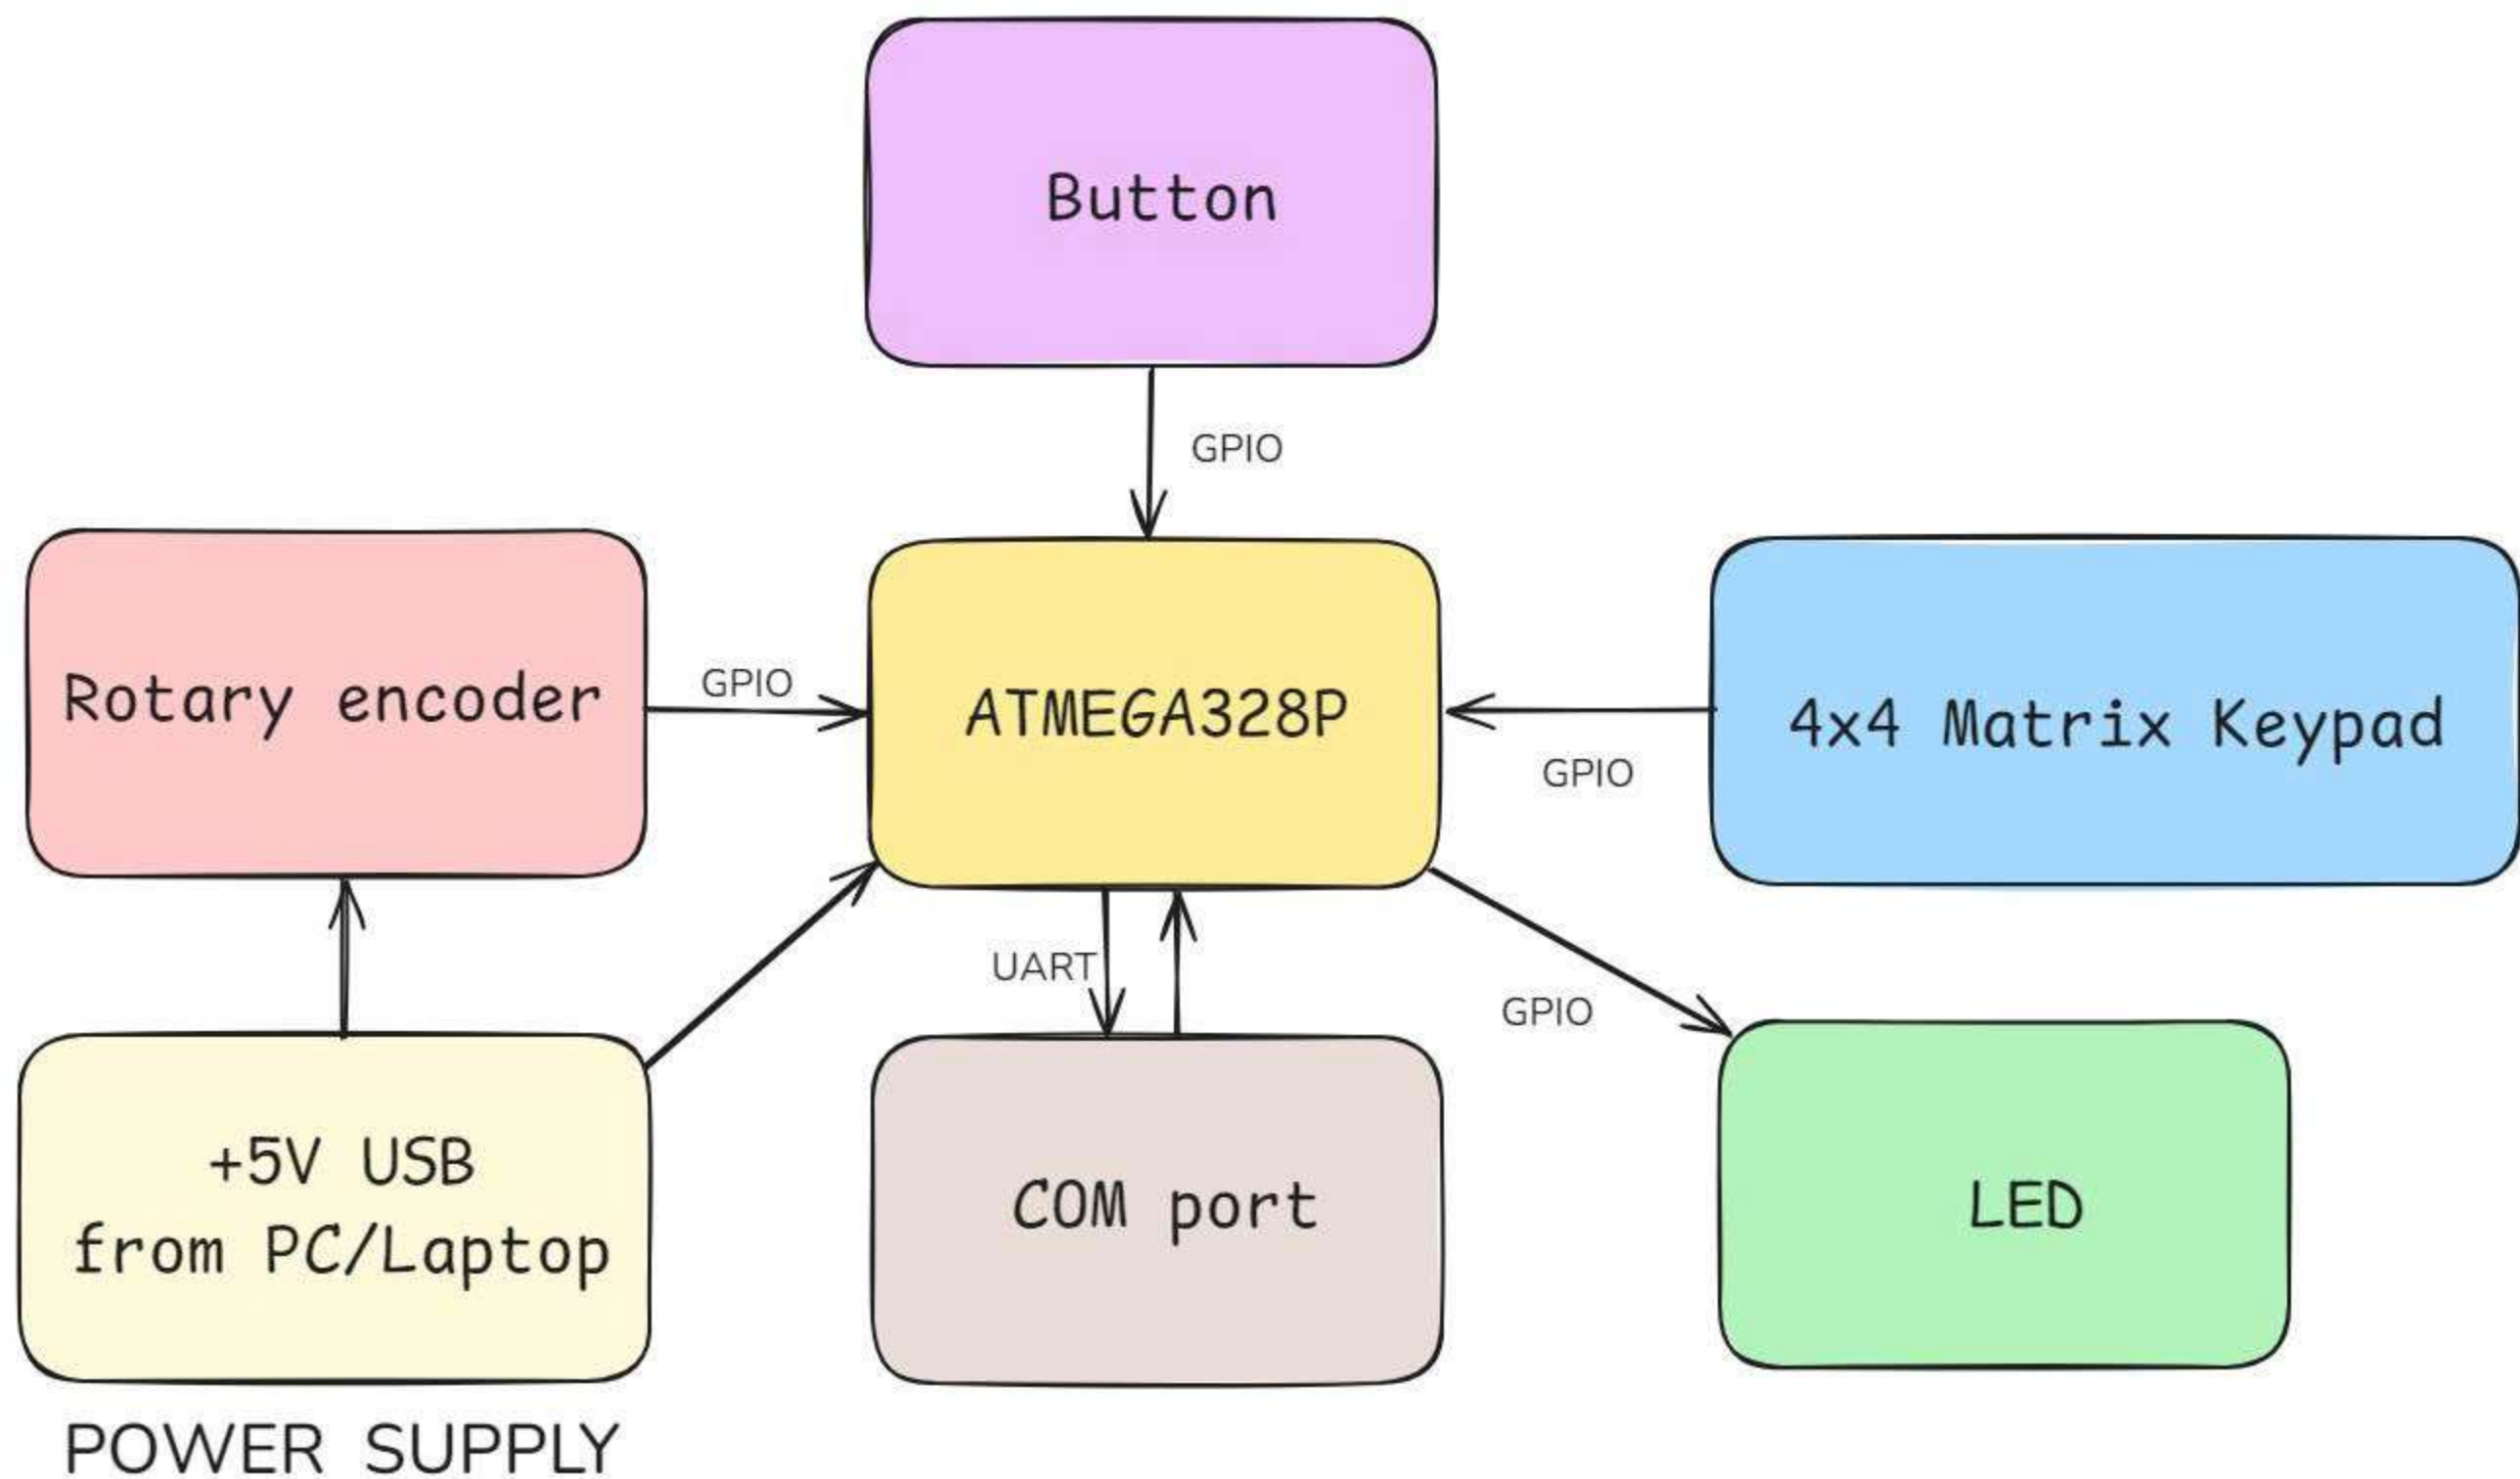 Button
GPIO
Rotary encoder
GPIO
ATMEGA328P
GPIO
4x4 Matrix Keypad
UART
GPIO
+5V USB
from PC/Laptop
COM port
LED
POWER SUPPLY